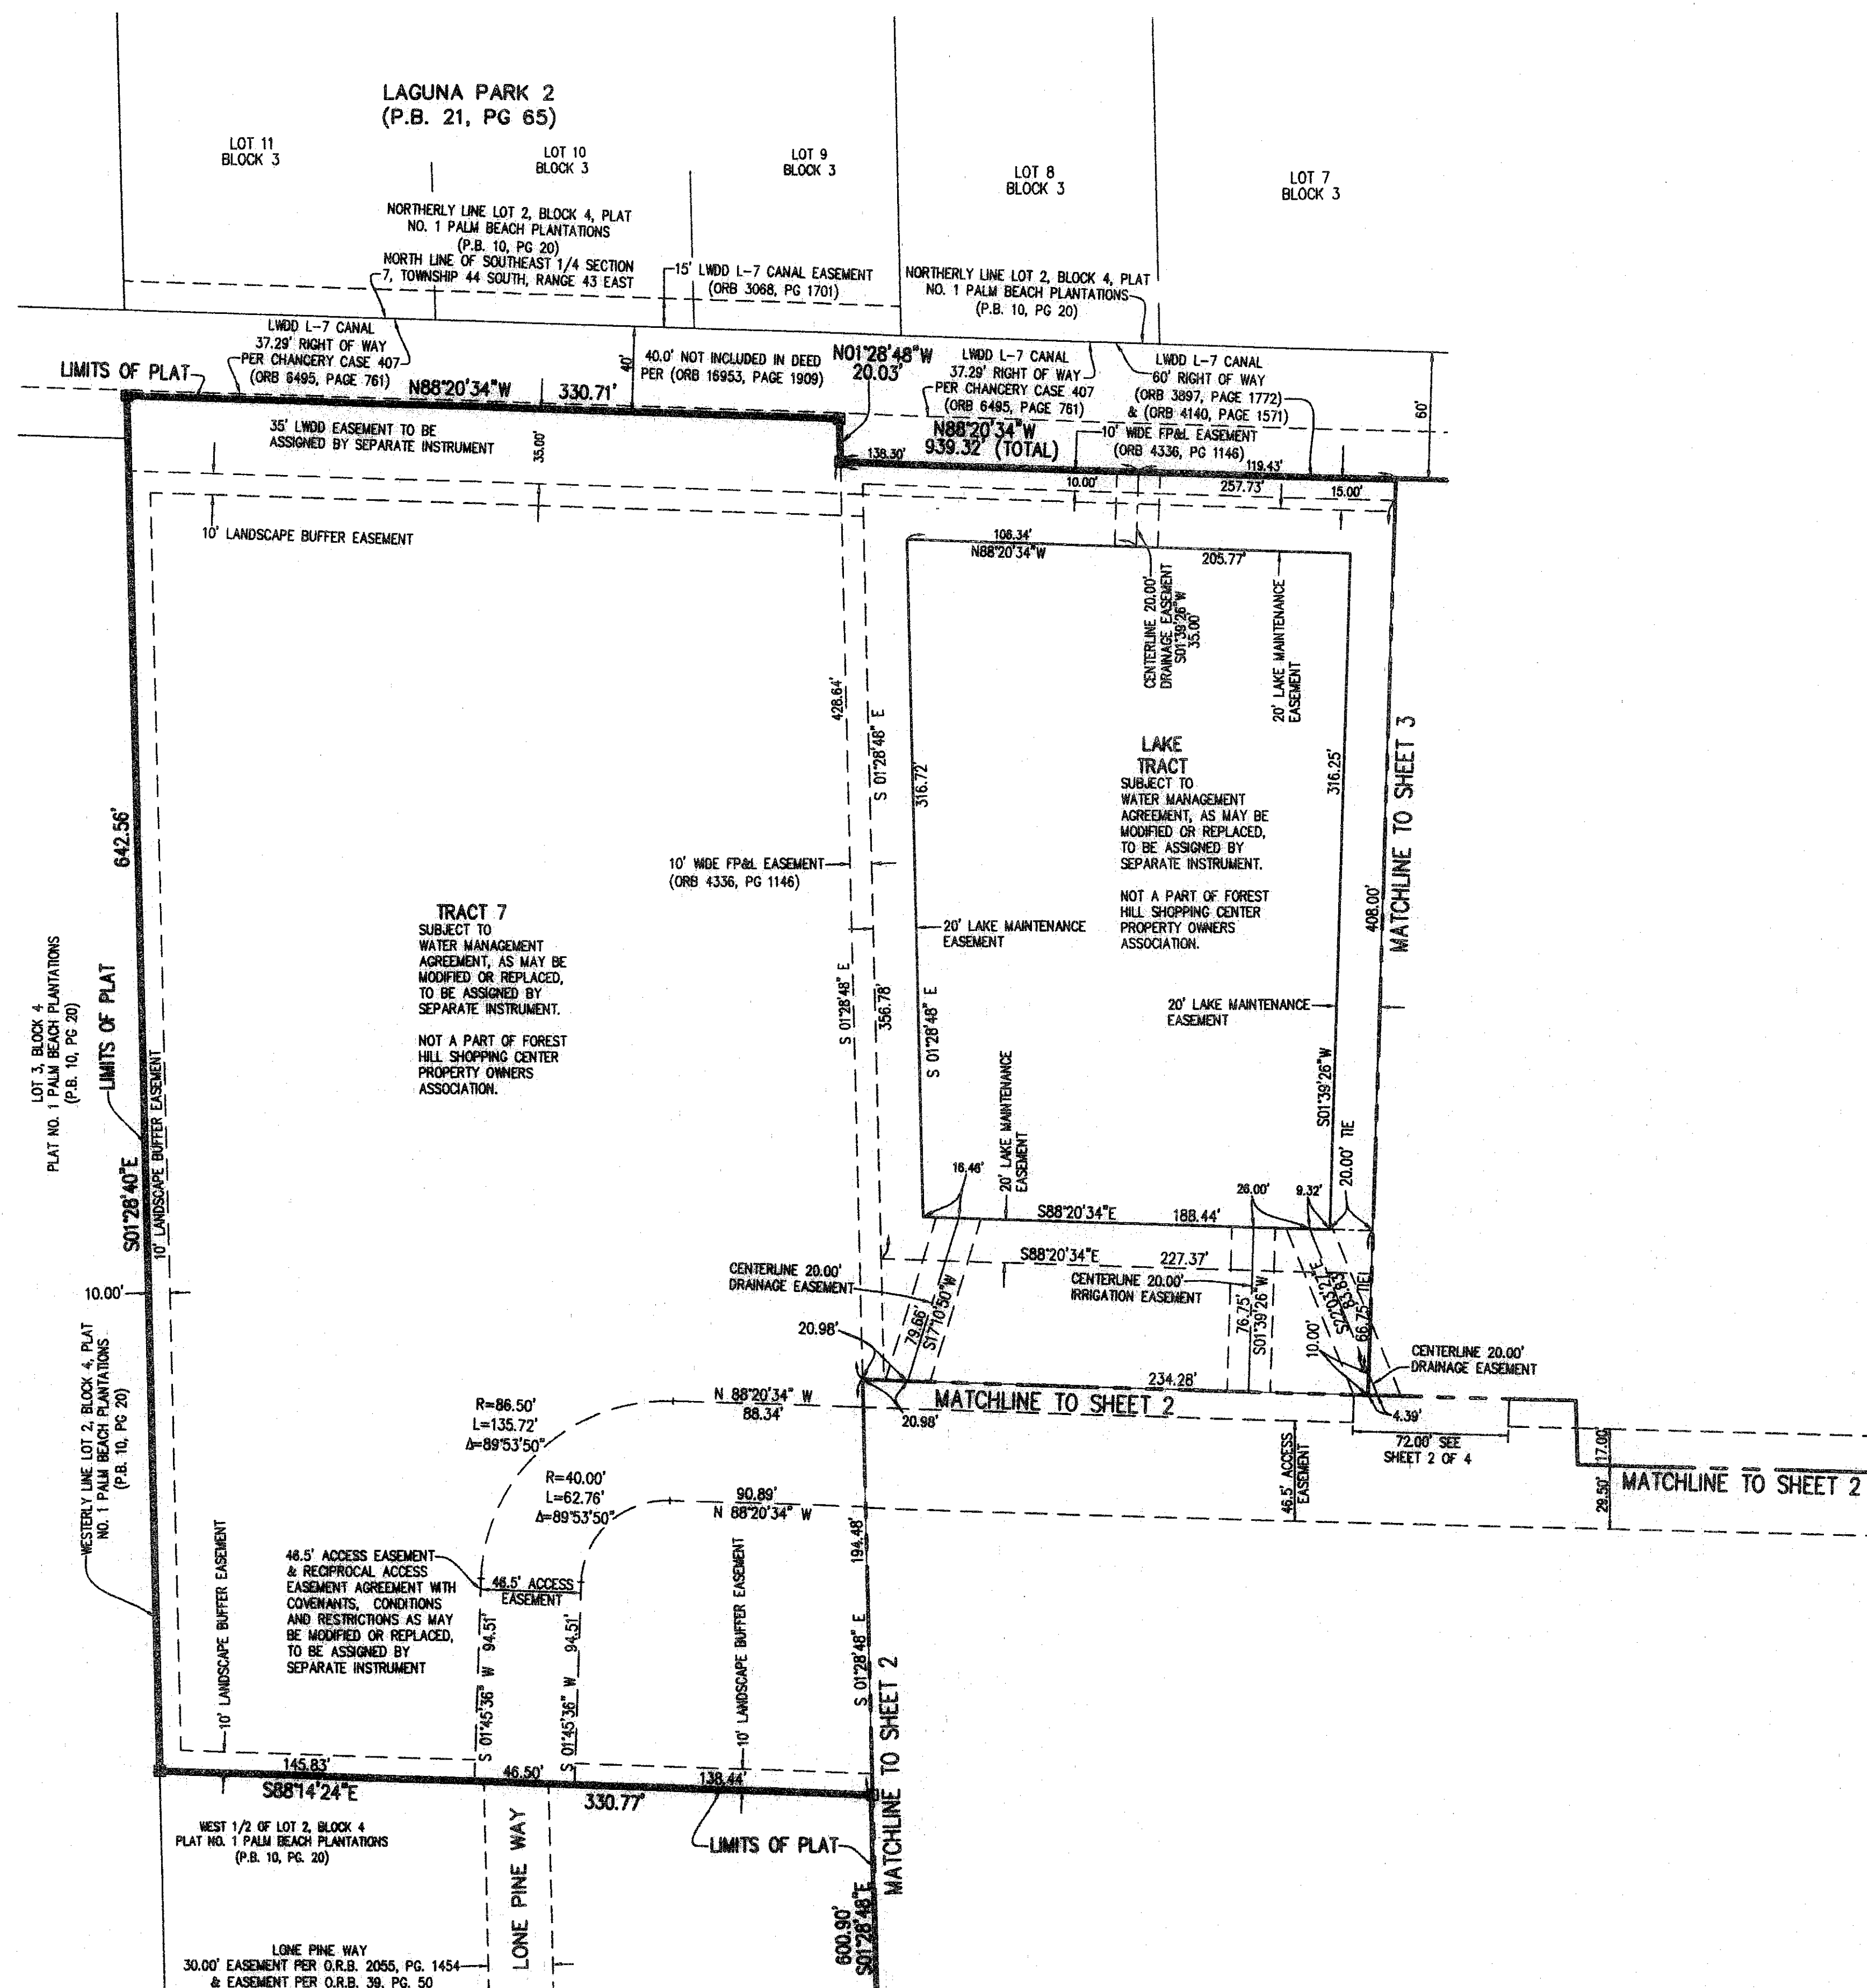 LAGUNA PARK 2
(P.B. 21, PG 65)
LOT 11
BLOCK 3
LOT 10
BLOCK 3
LOT 9
BLOCK 3
LOT 8
BLOCK 3
LOT 7
BLOCK 3
NORTHERLY LINE LOT 2, BLOCK 4, PLAT
NO. 1 PALM BEACH PLANTATIONS
(P.B. 10, PG 20)
NORTH LINE OF SOUTHEAST 1/4 SECTION
7, TOWNSHIP 44 SOUTH, RANGE 43 EAST
15' LWDD L-7 CANAL EASEMENT
(ORB 3068, PG 1701)
NORTHERLY LINE LOT 2, BLOCK 4, PLAT
NO. 1 PALM BEACH PLANTATIONS
(P.B. 10, PG 20)
LWDD L-7 CANAL
37.29' RIGHT OF WAY
PER CHANCERY CASE 407
(ORB 6495, PAGE 761)
LIMITS OF PLAT
N88°20'34"W
330.71'
40'
40.0' NOT INCLUDED IN DEED
PER (ORB 16953, PAGE 1909)
N01°28'48"W
20.03'
LWDD L-7 CANAL
37.29' RIGHT OF WAY
PER CHANCERY CASE 407
(ORB 6495, PAGE 761)
LWDD L-7 CANAL
60' RIGHT OF WAY
(ORB 3897, PAGE 1772)
& (ORB 4140, PAGE 1571)
60'
N88°20'34"W
939.32' (TOTAL)
10' WIDE FP&L EASEMENT
(ORB 4336, PG 1146)
138.30'
119.43'
10.00'
257.73'
15.00'
35' LWDD EASEMENT TO BE
ASSIGNED BY SEPARATE INSTRUMENT
35.00'
10' LANDSCAPE BUFFER EASEMENT
106.34'
N88°20'34"W
205.77'
CENTERLINE 20.00'
DRAINAGE EASEMENT
S01°39'26"W
35.00'
20' LAKE MAINTENANCE
EASEMENT
428.64'
S 01°28'48" E
316.72'
LAKE
TRACT
SUBJECT TO
WATER MANAGEMENT
AGREEMENT, AS MAY BE
MODIFIED OR REPLACED,
TO BE ASSIGNED BY
SEPARATE INSTRUMENT.
NOT A PART OF FOREST
HILL SHOPPING CENTER
PROPERTY OWNERS
ASSOCIATION.
316.25'
MATCHLINE TO SHEET 3
408.00'
642.56'
10' WIDE FP&L EASEMENT
(ORB 4336, PG 1146)
TRACT 7
SUBJECT TO
WATER MANAGEMENT
AGREEMENT, AS MAY BE
MODIFIED OR REPLACED,
TO BE ASSIGNED BY
SEPARATE INSTRUMENT.
NOT A PART OF FOREST
HILL SHOPPING CENTER
PROPERTY OWNERS
ASSOCIATION.
20' LAKE MAINTENANCE
EASEMENT
S 01°28'48" E
356.78'
S 01°28'48" E
20' LAKE MAINTENANCE
EASEMENT
20' LAKE MAINTENANCE
EASEMENT
S01°39'26"W
20.00' TIE
LOT 3, BLOCK 4
PLAT NO. 1 PALM BEACH PLANTATIONS
(P.B. 10, PG 20)
LIMITS OF PLAT
S01°28'40"E
10' LANDSCAPE BUFFER EASEMENT
10.00'
16.46'
26.00'
9.32'
S88°20'34"E
188.44'
S88°20'34"E
227.37'
CENTERLINE 20.00'
DRAINAGE EASEMENT
CENTERLINE 20.00'
IRRIGATION EASEMENT
79.66'
S17°10'50"W
76.75'
S01°39'26"W
S22°03'27"E
83.83'
66.75' TIE
10.00'
CENTERLINE 20.00'
DRAINAGE EASEMENT
20.98'
20.98'
234.28'
MATCHLINE TO SHEET 2
4.39'
72.00' SEE
SHEET 2 OF 4
46.5' ACCESS
EASEMENT
17.00'
29.50'
MATCHLINE TO SHEET 2
WESTERLY LINE LOT 2, BLOCK 4, PLAT
NO. 1 PALM BEACH PLANTATIONS
(P.B. 10, PG 20)
R=86.50'
L=135.72'
Δ=89°53'50"
N 88°20'34" W
88.34'
R=40.00'
L=62.76'
Δ=89°53'50"
90.89'
N 88°20'34" W
194.48'
S 01°28'48" E
46.5' ACCESS EASEMENT
& RECIPROCAL ACCESS
EASEMENT AGREEMENT WITH
COVENANTS, CONDITIONS
AND RESTRICTIONS AS MAY
BE MODIFIED OR REPLACED,
TO BE ASSIGNED BY
SEPARATE INSTRUMENT
46.5' ACCESS
EASEMENT
10' LANDSCAPE BUFFER EASEMENT
S 01°45'36" W 94.51'
S 01°45'36" W 94.51'
10' LANDSCAPE BUFFER EASEMENT
MATCHLINE TO SHEET 2
145.83'
46.50'
138.44'
S88°14'24"E
330.77'
WEST 1/2 OF LOT 2, BLOCK 4
PLAT NO. 1 PALM BEACH PLANTATIONS
(P.B. 10, PG. 20)
LIMITS OF PLAT
LONE PINE WAY
600.90'
S01°28'48"E
LONE PINE WAY
30.00' EASEMENT PER O.R.B. 2055, PG. 1454
& EASEMENT PER O.R.B. 39, PG. 50